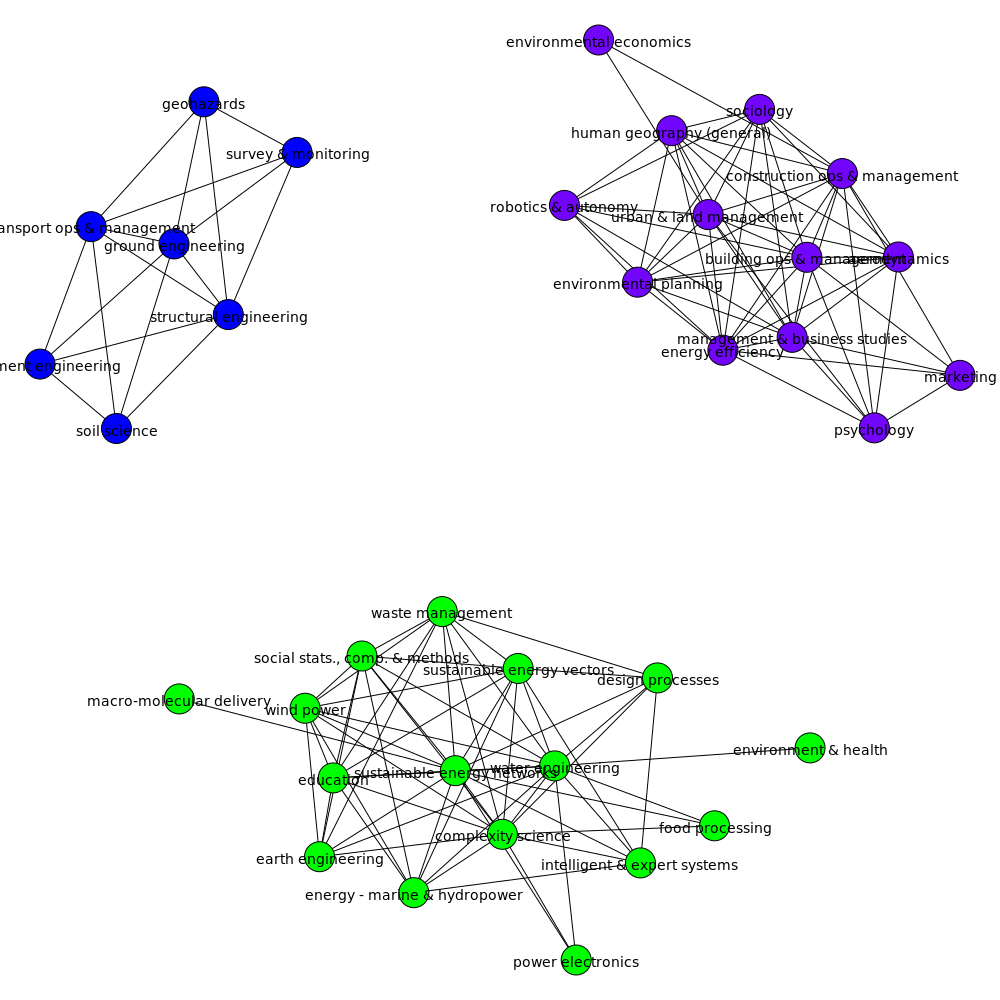 environmental economics
geohazards
sociology
human geography (general)
survey & monitoring
construction ops & management
robotics & autonomy
urban & land management
ansport ops & management
ground engineering
building ops & management
environmental planning
structural engineering
management & business studies
energy efficiency
ment engineering
marketing
soil science
psychology
waste management
social stats., comp. & methods
sustainable energy vectors
design processes
macro-molecular delivery
wind power
environment & health
water engineering
sustainable energy networks
education
food processing
complexity science
earth engineering
intelligent & expert systems
energy - marine & hydropower
power electronics